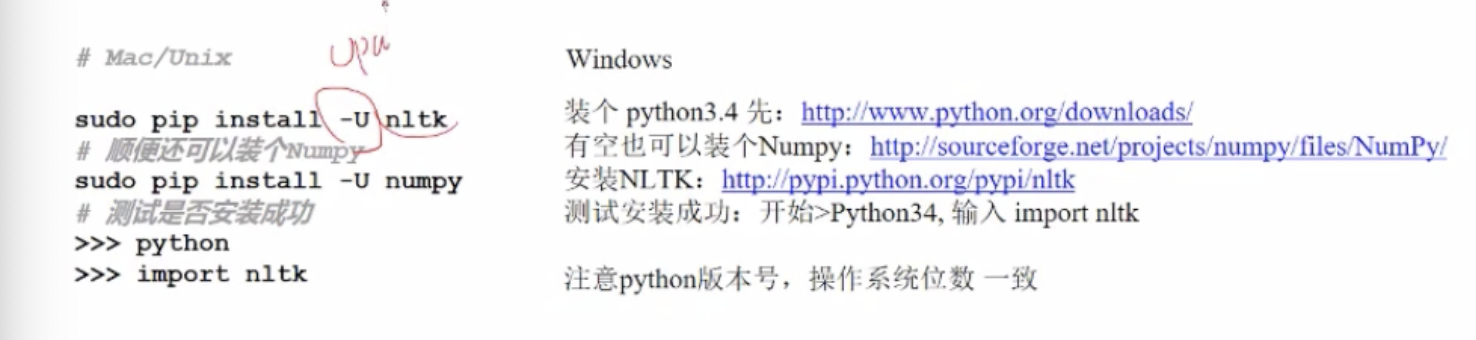 # Mac/Unix
sudo pip install -U nltk
# 顺便还可以装个Numpy
sudo pip install -U numpy
# 测试是否安装成功
>>> python
>>> import nltk
Windows
装个 python3.4 先：http://www.python.org/downloads/
有空也可以装个Numpy：http://sourceforge.net/projects/numpy/files/NumPy/
安装NLTK：http://pypi.python.org/pypi/nltk
测试安装成功：开始>Python34, 输入 import nltk
注意python版本号，操作系统位数 一致